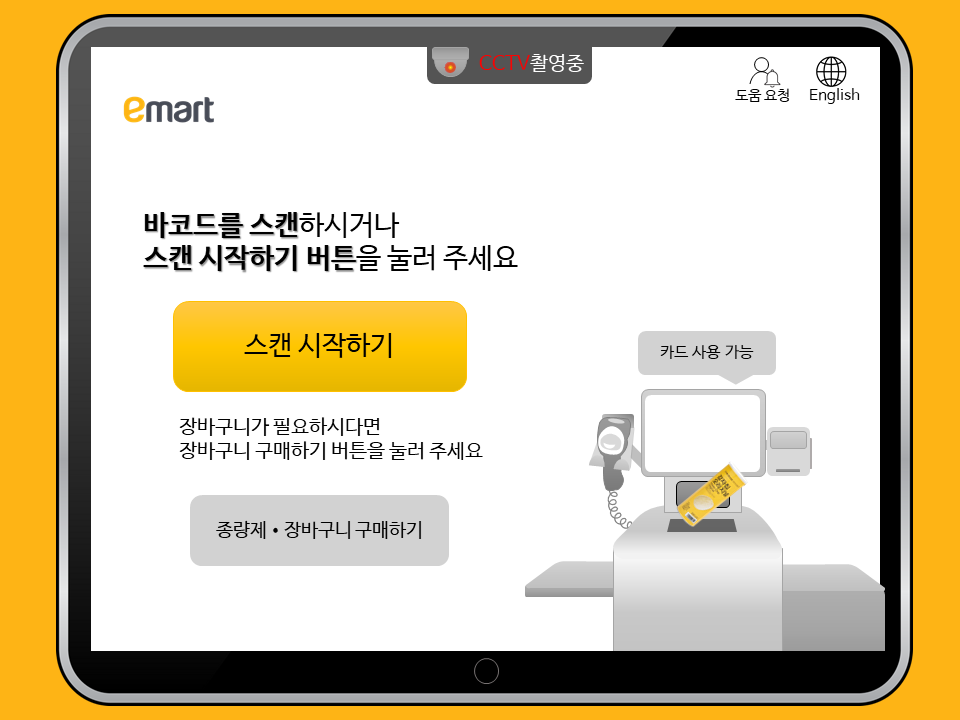 CCTV촬영중
도움 요청
English
emart
바코드를 스캔하시거나
스캔 시작하기 버튼을 눌러 주세요
스캔 시작하기
카드 사용 가능
장바구니가 필요하시다면
장바구니 구매하기 버튼을 눌러 주세요
종량제 • 장바구니 구매하기